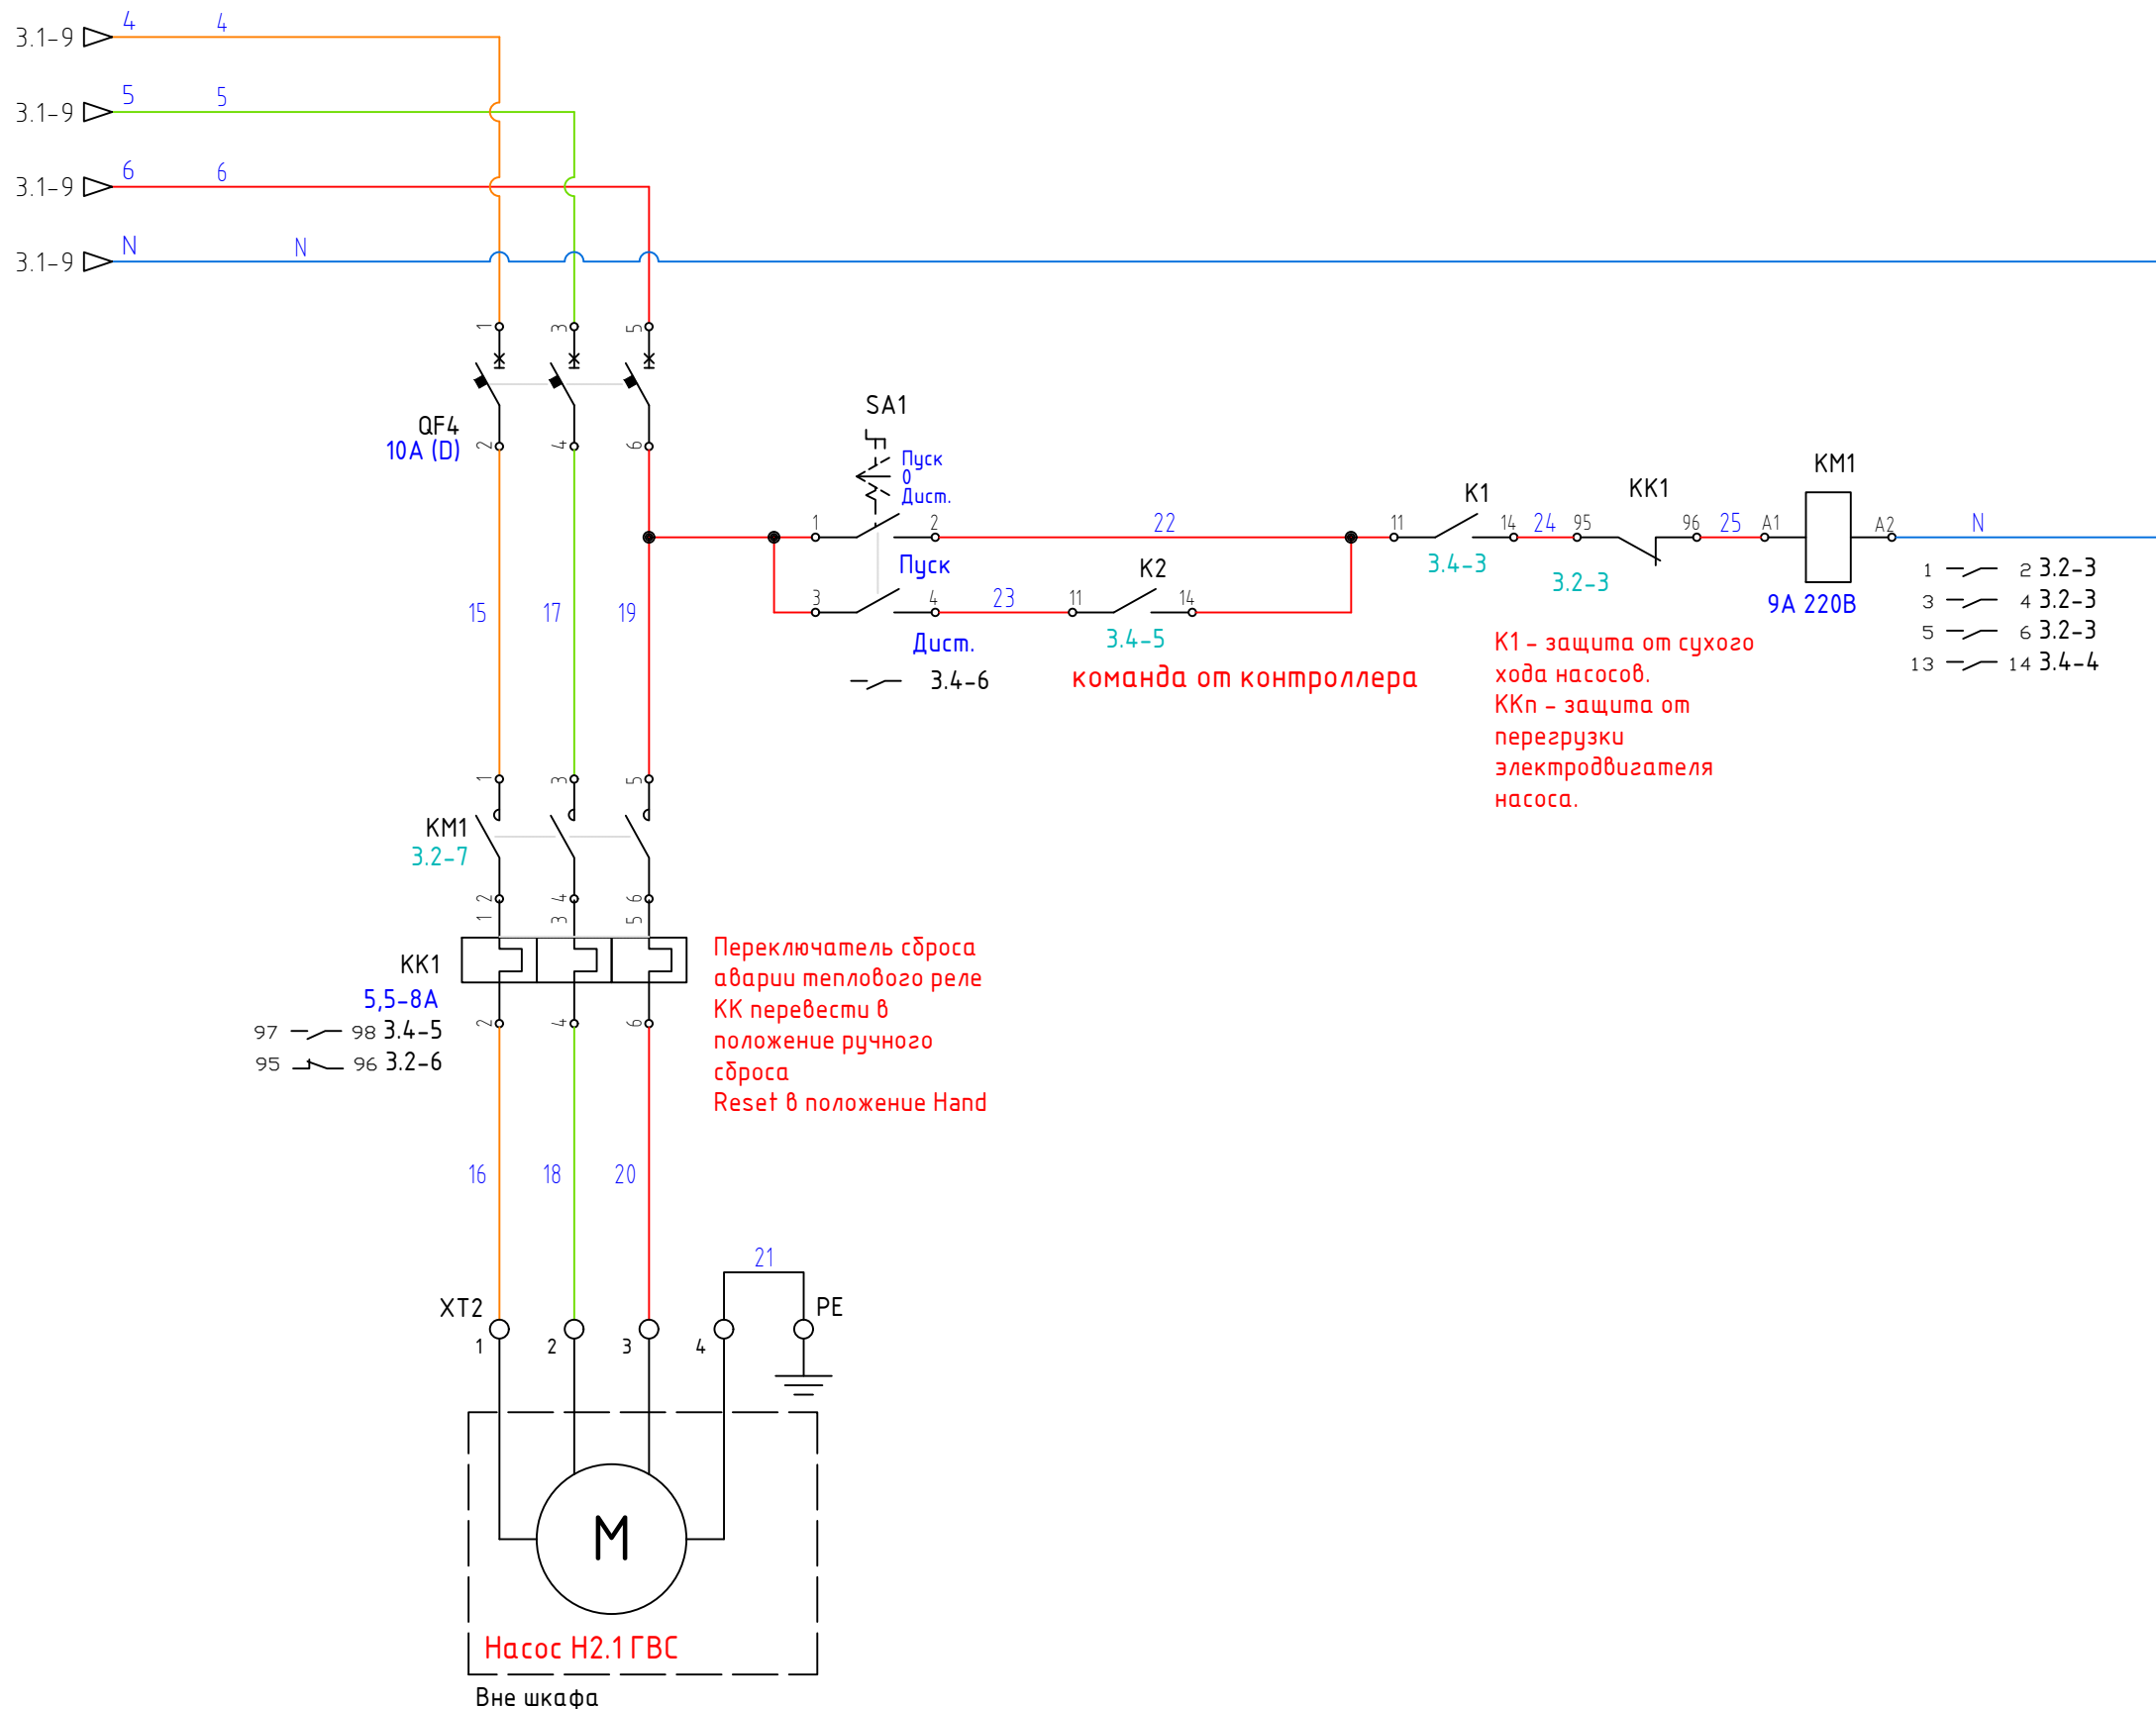 3.1-9 4 4
3.1-9 5 5
3.1-9 6 6
3.1-9 N N
1 3 5
QF4
10A (D)
2 4 6
SA1
Пуск
0
Дист.
1 2
22
Пуск
3 4
23
Дист.
3.4-6
K2
11 14
3.4-5
команда от контроллера
K1
11 14
3.4-3
24
KK1
95 96
3.2-3
25
KM1
A1 A2
9A 220В
N
1 2 3.2-3
3 4 3.2-3
5 6 3.2-3
13 14 3.4-4
К1 - защита от сухого
хода насосов.
ККп - защита от
перегрузки
электродвигателя
насоса.
15 17 19
1 3 5
KM1
3.2-7
2 4 6
1 3 5
KK1
5,5-8A
97 98 3.4-5
95 96 3.2-6
2 4 6
Переключатель сброса
аварии теплового реле
КК перевести в
положение ручного
сброса
Reset в положение Hand
16 18 20
21
XT2
PE
1 2 3 4
M
Насос Н2.1 ГВС
Вне шкафа